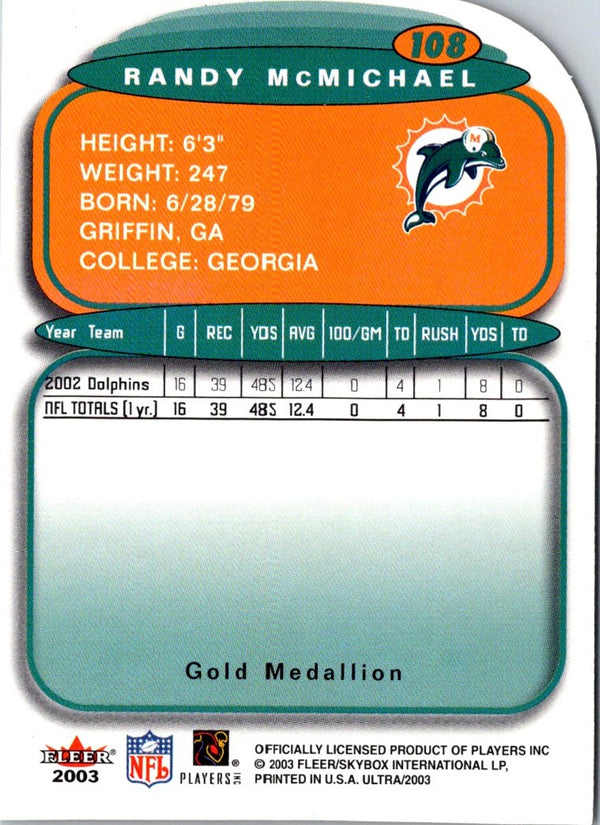 108
RANDY McMICHAEL
HEIGHT: 6'3"
WEIGHT: 247
BORN: 6/28/79
GRIFFIN, GA
COLLEGE: GEORGIA
M
Year Team G REC YDS AVG 100/GM TD RUSH YDS TD
2002 Dolphins 16 39 485 12.4 0 4 1 8 0
NFL TOTALS (1 yr.) 16 39 485 12.4 0 4 1 8 0
Gold Medallion
FLEER®
2003
NFL
PLAYERS INC ®
OFFICIALLY LICENSED PRODUCT OF PLAYERS INC
© 2003 FLEER/SKYBOX INTERNATIONAL LP,
PRINTED IN U.S.A. ULTRA/2003